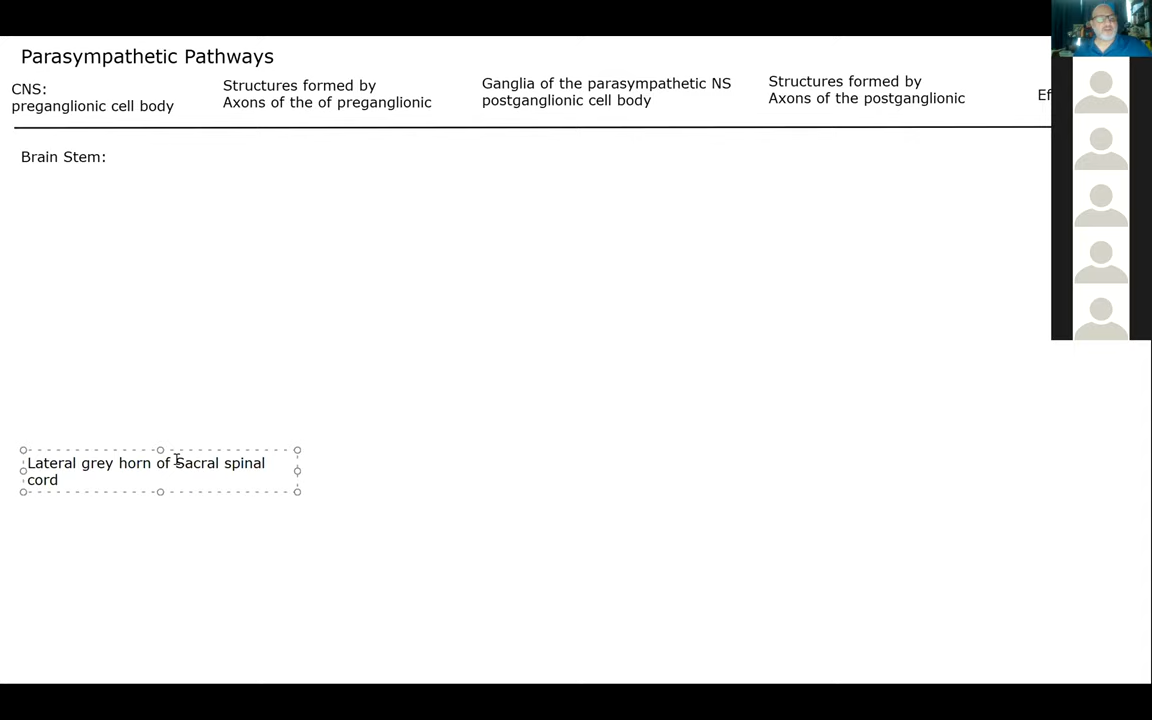 Parasympathetic Pathways
CNS:
preganglionic cell body
Structures formed by
Axons of the of preganglionic
Ganglia of the parasympathetic NS
postganglionic cell body
Structures formed by
Axons of the postganglionic
Ef
Brain Stem:
Lateral grey horn of Sacral spinal
cord